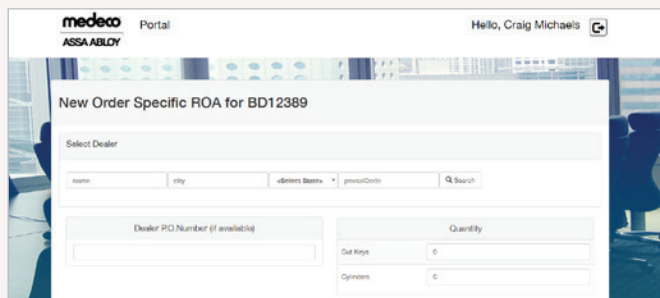 medeco
ASSA ABLOY
Portal
Hello, Craig Michaels
New Order Specific ROA for BD12389
Select Dealer
name
city
<Select State>
postalCode
Search
Dealer P.O.Number (if available)
Quantity
Cut Keys
0
Cylinders
0